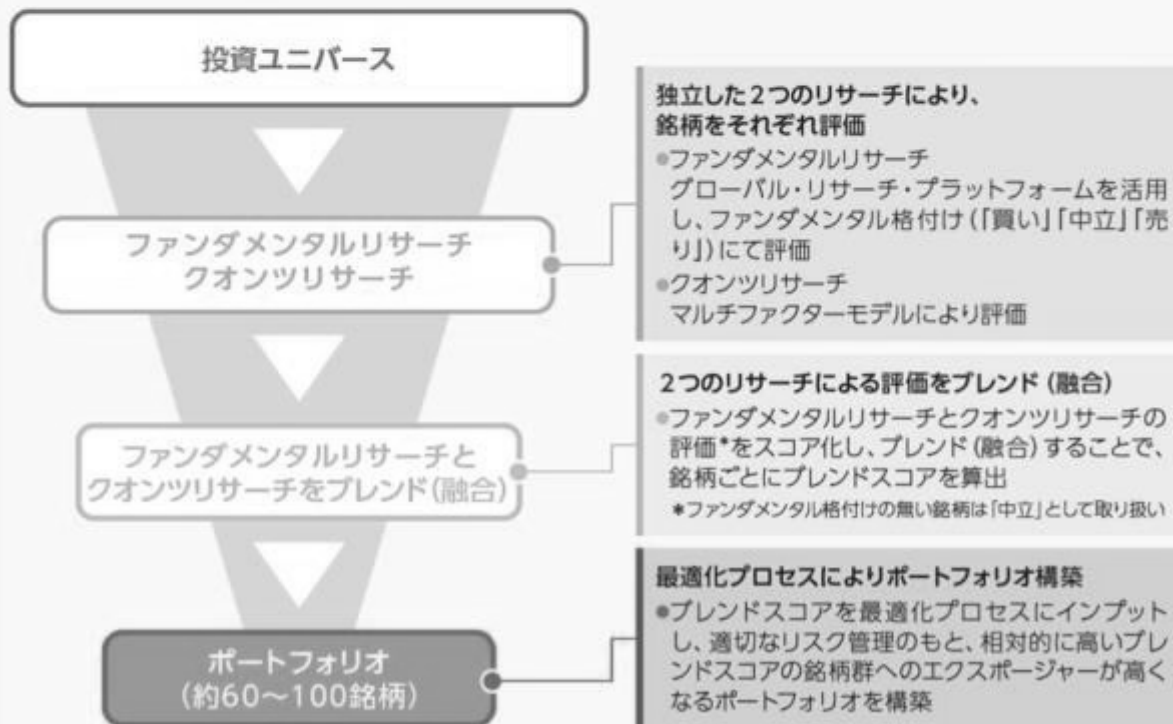 投資ユニバース
ファンダメンタルリサーチ
クオンツリサーチ
独立した2つのリサーチにより、
銘柄をそれぞれ評価
●ファンダメンタルリサーチ
グローバル・リサーチ・プラットフォームを活用
し、ファンダメンタル格付け(「買い」「中立」「売
り」)にて評価
●クオンツリサーチ
マルチファクターモデルにより評価
ファンダメンタルリサーチと
クオンツリサーチをブレンド(融合)
2つのリサーチによる評価をブレンド(融合)
●ファンダメンタルリサーチとクオンツリサーチの
評価*をスコア化し、ブレンド(融合)することで、
銘柄ごとにブレンドスコアを算出
*ファンダメンタル格付けの無い銘柄は「中立」として取り扱い
ポートフォリオ
(約60〜100銘柄)
最適化プロセスによりポートフォリオ構築
●ブレンドスコアを最適化プロセスにインプット
し、適切なリスク管理のもと、相対的に高いブレ
ンドスコアの銘柄群へのエクスポージャーが高く
なるポートフォリオを構築